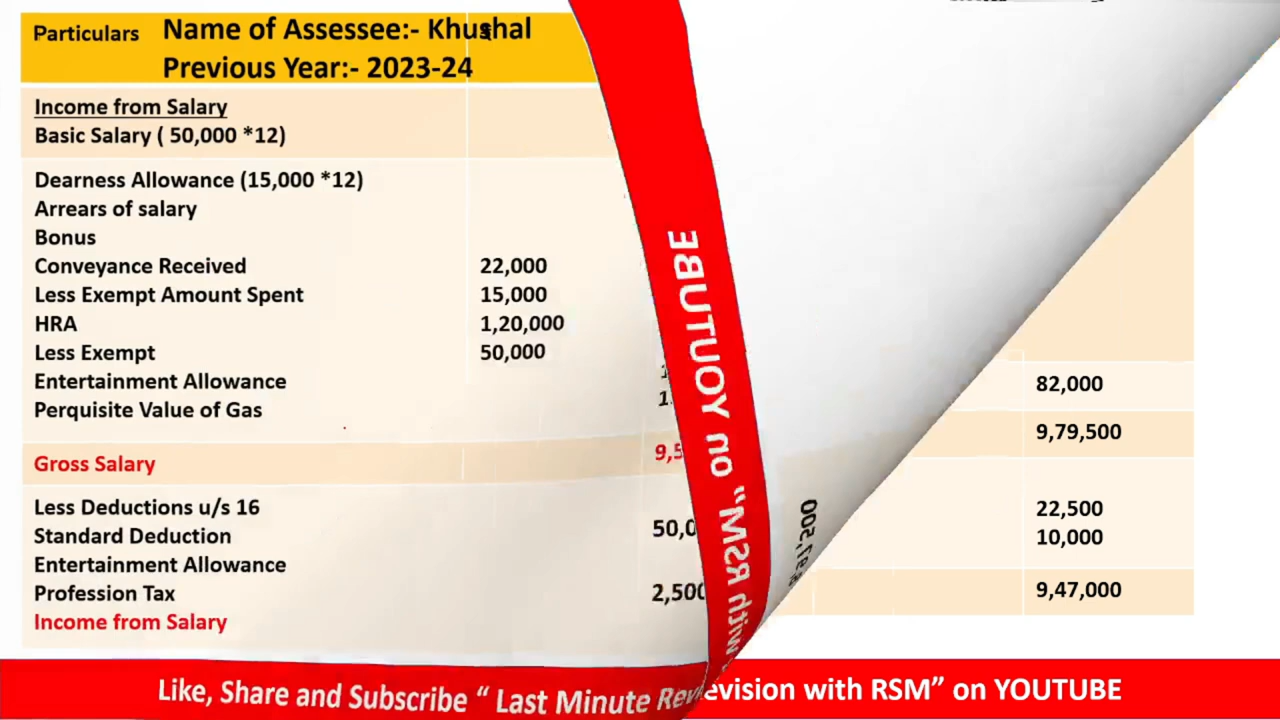 Particulars Name of Assessee:- Khushal
Previous Year:- 2023-24
Income from Salary
Basic Salary ( 50,000 *12)
Dearness Allowance (15,000 *12)
Arrears of salary
Bonus
Conveyance Received 22,000
Less Exempt Amount Spent 15,000
HRA 1,20,000
Less Exempt 50,000
Entertainment Allowance
Perquisite Value of Gas
Gross Salary
Less Deductions u/s 16
Standard Deduction
Entertainment Allowance
Profession Tax
Income from Salary
82,000
9,79,500
22,500
10,000
9,47,000
with RSM” on YOUTUBE
Like, Share and Subscribe “ Last Minute
evision with RSM” on YOUTUBE